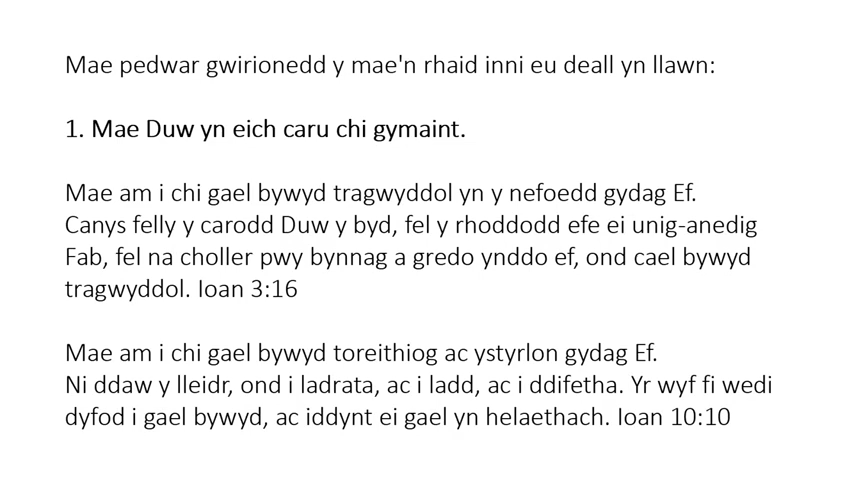 Mae pedwar gwirionedd y mae'n rhaid inni eu deall yn llawn:
1. Mae Duw yn eich caru chi gymaint.
Mae am i chi gael bywyd tragwyddol yn y nefoedd gydag Ef.
Canys felly y carodd Duw y byd, fel y rhoddodd efe ei unig-anedig
Fab, fel na choller pwy bynnag a gredo ynddo ef, ond cael bywyd
tragwyddol. Ioan 3:16
Mae am i chi gael bywyd toreithiog ac ystyrlon gydag Ef.
Ni ddaw y lleidr, ond i ladrata, ac i ladd, ac i ddifetha. Yr wyf fi wedi
dyfod i gael bywyd, ac iddynt ei gael yn helaethach. Ioan 10:10